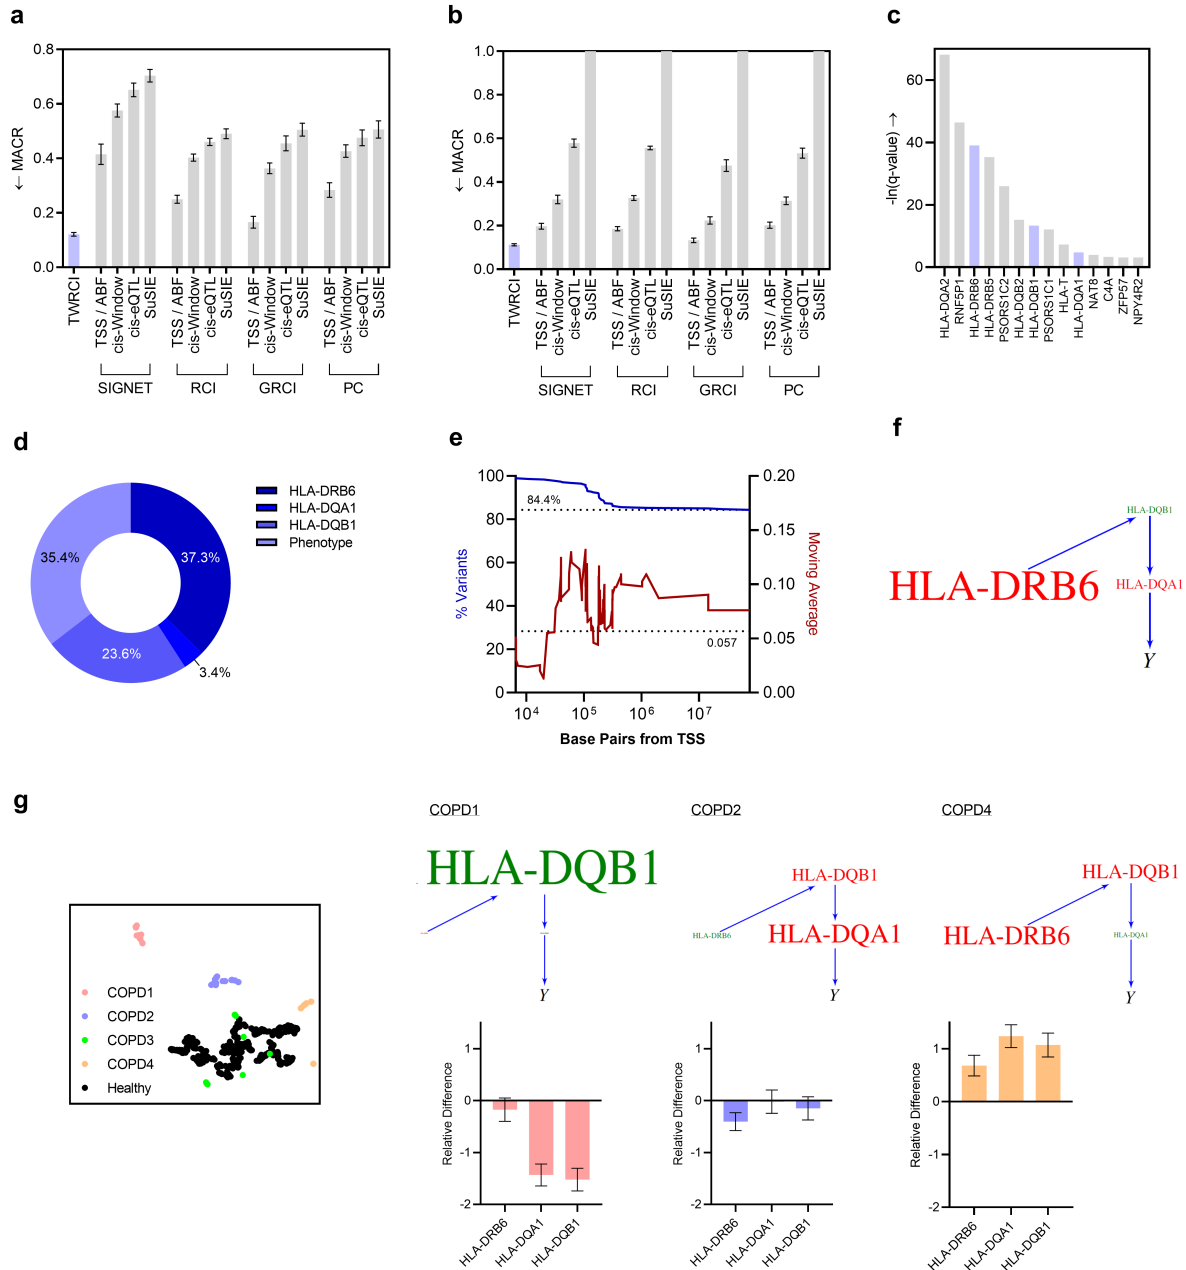 a
0.8
0.6
0.4
0.2
0.0
← MACR
TWRCI
TSS / ABF
cis-Window
cis-eQTL
SuSIE
TSS / ABF
cis-Window
cis-eQTL
SuSIE
TSS / ABF
cis-Window
cis-eQTL
SuSIE
TSS / ABF
cis-Window
cis-eQTL
SuSIE
SIGNET
RCI
GRCI
PC
b
1.0
0.8
0.6
0.4
0.2
0.0
← MACR
TWRCI
TSS / ABF
cis-Window
cis-eQTL
SuSIE
TSS / ABF
cis-Window
cis-eQTL
SuSIE
TSS / ABF
cis-Window
cis-eQTL
SuSIE
TSS / ABF
cis-Window
cis-eQTL
SuSIE
SIGNET
RCI
GRCI
PC
c
60
40
20
0
-ln(q-value) →
HLA-DQA2
RNF5P1
HLA-DRB6
HLA-DRB5
PSORS1C2
HLA-DQB2
HLA-DQB1
PSORS1C1
HLA-T
HLA-DQA1
NAT8
C4A
ZFP57
NPY4R2
d
37.3%
35.4%
23.6%
3.4%
HLA-DRB6
HLA-DQA1
HLA-DQB1
Phenotype
e
100
80
60
40
20
0
% Variants
84.4%
0.057
0.20
0.15
0.10
0.05
0.00
Moving Average
10⁴
10⁵
10⁶
10⁷
Base Pairs from TSS
f
HLA-DQB1
HLA-DRB6
HLA-DQA1
Y
g
COPD1
COPD2
COPD3
COPD4
Healthy
COPD1
HLA-DQB1
Y
1
0
-1
-2
Relative Difference
HLA-DRB6
HLA-DQA1
HLA-DQB1
COPD2
HLA-DQB1
HLA-DRB6
HLA-DQA1
Y
1
0
-1
-2
Relative Difference
HLA-DRB6
HLA-DQA1
HLA-DQB1
COPD4
HLA-DQB1
HLA-DRB6
HLA-DQA1
Y
1
0
-1
-2
Relative Difference
HLA-DRB6
HLA-DQA1
HLA-DQB1